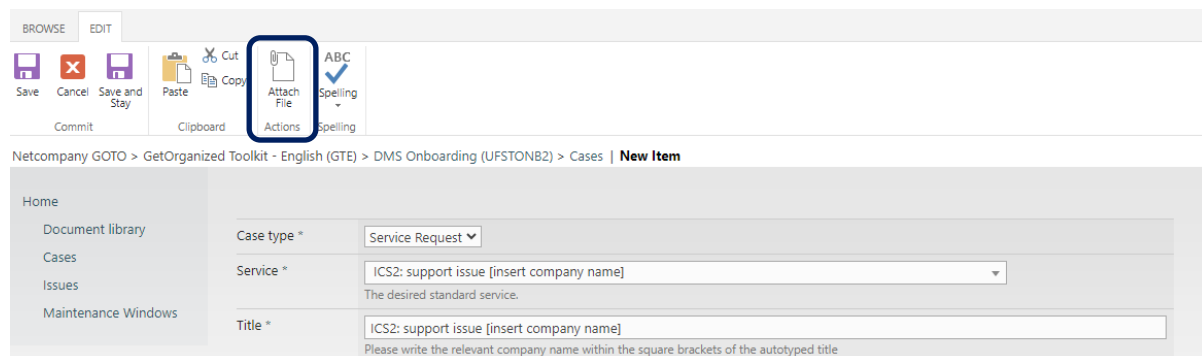 BROWSE EDIT
Save Cancel Save and Stay Paste Cut Copy Attach File ABC Spelling
Commit Clipboard Actions Spelling
Netcompany GOTO > GetOrganized Toolkit - English (GTE) > DMS Onboarding (UFSTONB2) > Cases | New Item
Home
Document library
Cases
Issues
Maintenance Windows
Case type * Service Request
Service * ICS2: support issue [insert company name]
The desired standard service.
Title * ICS2: support issue [insert company name]
Please write the relevant company name within the square brackets of the autotyped title